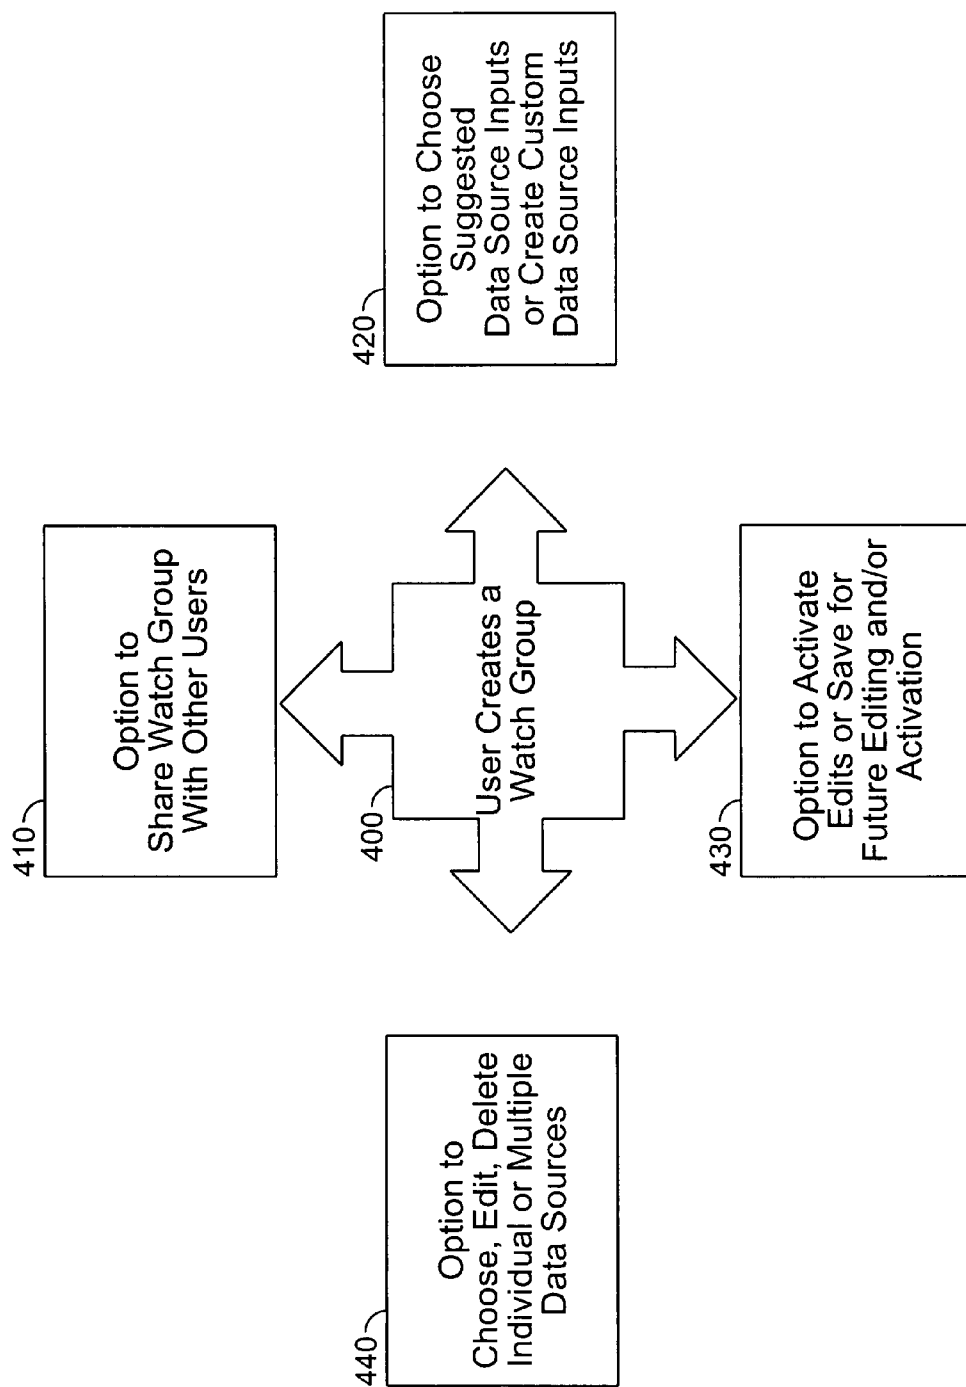 410
Option to
Share Watch Group
With Other Users
440
Option to
Choose, Edit, Delete
Individual or Multiple
Data Sources
400
User Creates a
Watch Group
420
Option to Choose
Suggested
Data Source Inputs
or Create Custom
Data Source Inputs
430
Option to Activate
Edits or Save for
Future Editing and/or
Activation